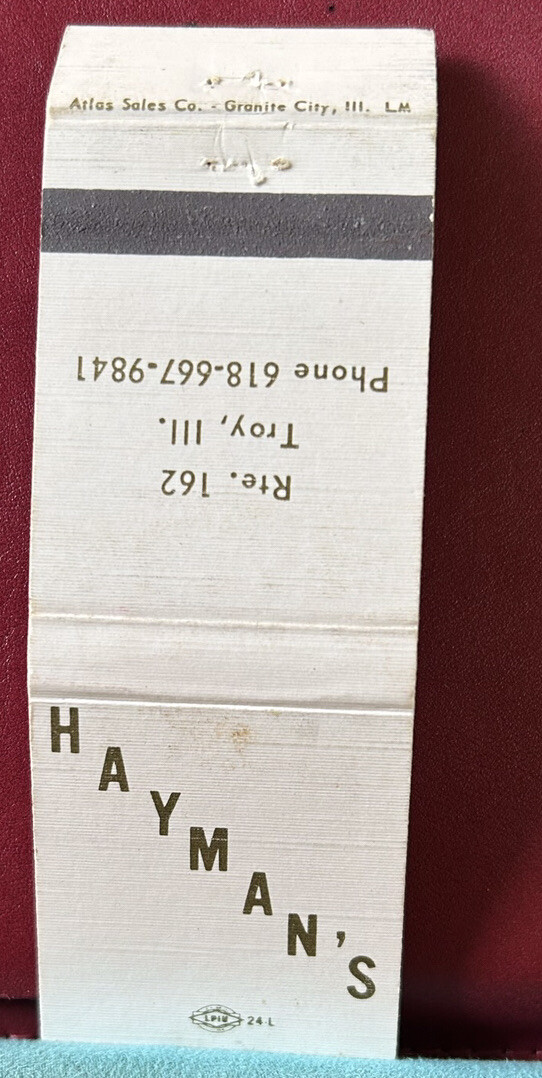 Atlas Sales Co. - Granite City, Ill. LM
Rte. 162
Troy, Ill.
Phone 618-667-9841
HAYMAN'S
24-L